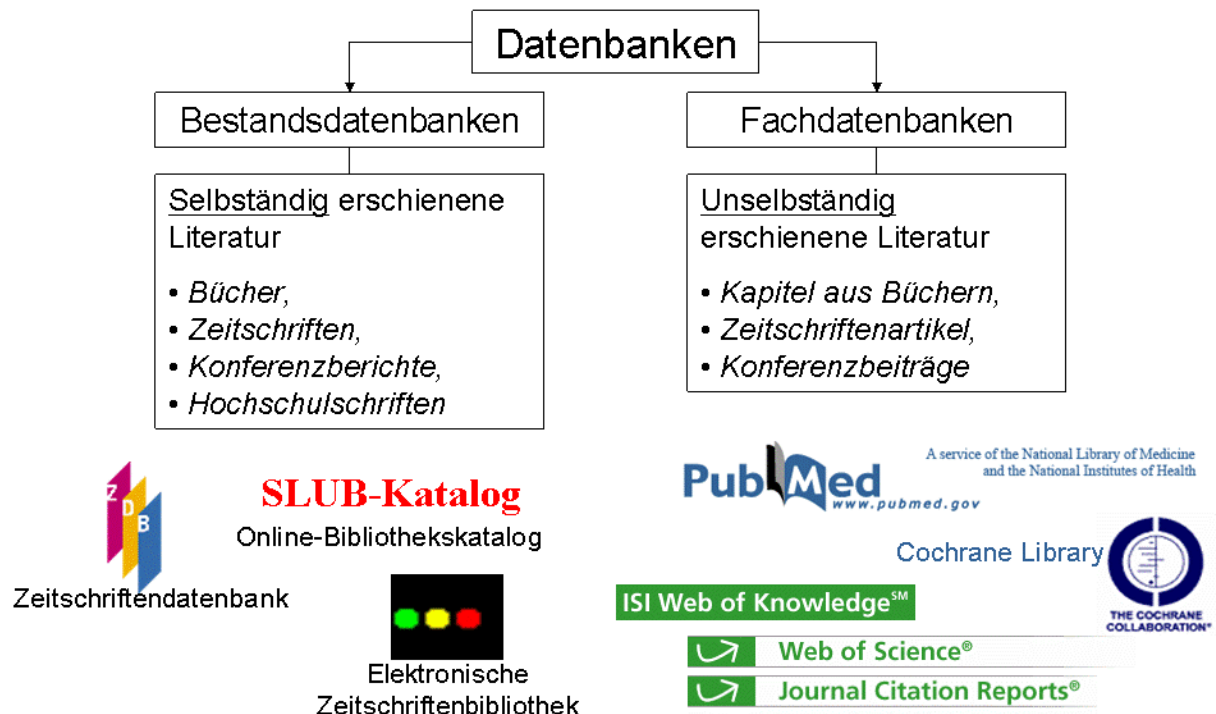 Datenbanken
Bestandsdatenbanken
Selbständig erschienene
Literatur
• Bücher,
• Zeitschriften,
• Konferenzberichte,
• Hochschulschriften
Fachdatenbanken
Unselbständig
erschienene Literatur
• Kapitel aus Büchern,
• Zeitschriftenartikel,
• Konferenzbeiträge
ZDB
Zeitschriftendatenbank
SLUB-Katalog
Online-Bibliothekskatalog
Elektronische
Zeitschriftenbibliothek
PubMed
www.pubmed.gov
A service of the National Library of Medicine
and the National Institutes of Health
Cochrane Library
THE COCHRANE
COLLABORATION®
ISI Web of Knowledge℠
Web of Science®
Journal Citation Reports®